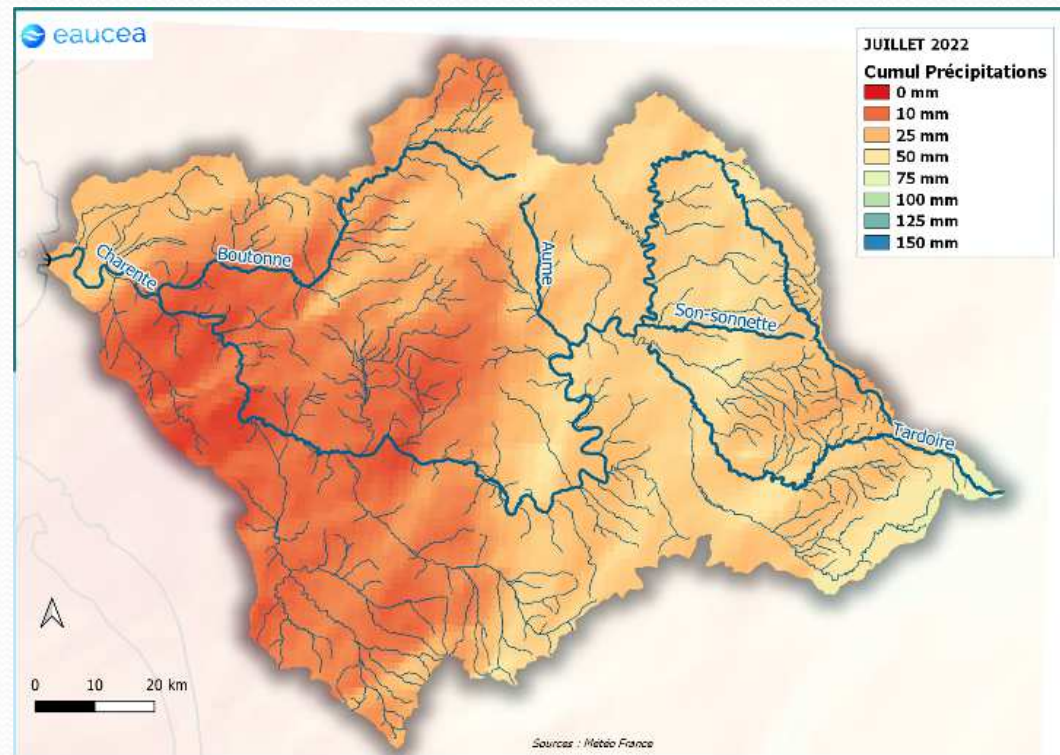 eaucea
JUILLET 2022
Cumul Précipitations
0 mm
10 mm
25 mm
50 mm
75 mm
100 mm
125 mm
150 mm
Charente
Boutonne
Aume
Son-sonnette
Tardoire
0 10 20 km
Sources : Météo France